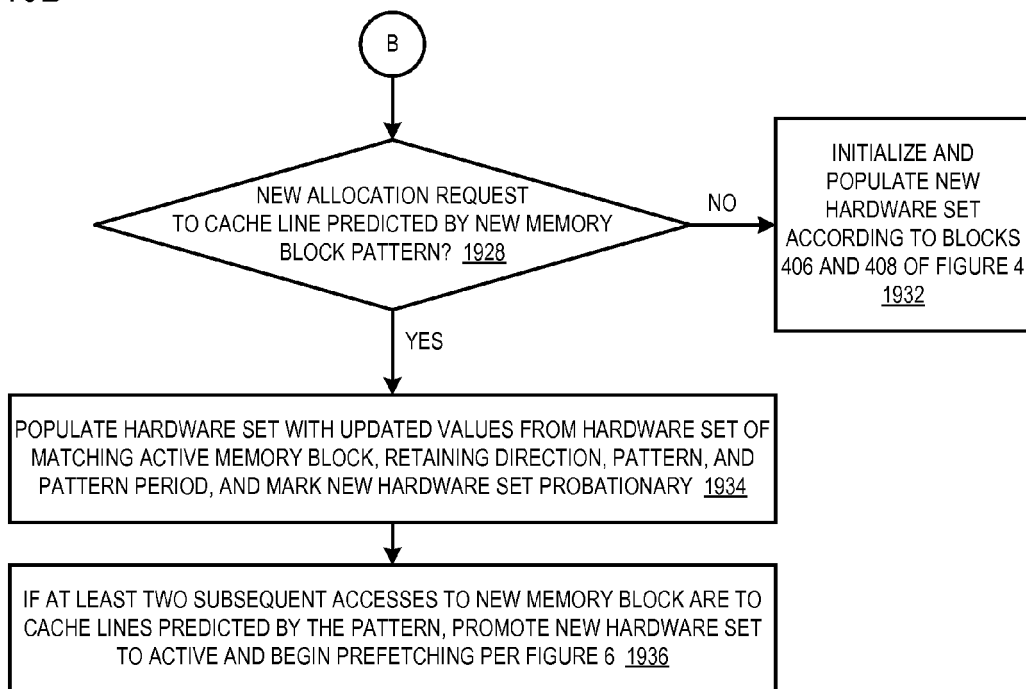 B
NEW ALLOCATION REQUEST
TO CACHE LINE PREDICTED BY NEW MEMORY
BLOCK PATTERN? 1928
NO
INITIALIZE AND
POPULATE NEW
HARDWARE SET
ACCORDING TO BLOCKS
406 AND 408 OF FIGURE 4
1932
YES
POPULATE HARDWARE SET WITH UPDATED VALUES FROM HARDWARE SET OF
MATCHING ACTIVE MEMORY BLOCK, RETAINING DIRECTION, PATTERN, AND
PATTERN PERIOD, AND MARK NEW HARDWARE SET PROBATIONARY 1934
IF AT LEAST TWO SUBSEQUENT ACCESSES TO NEW MEMORY BLOCK ARE TO
CACHE LINES PREDICTED BY THE PATTERN, PROMOTE NEW HARDWARE SET
TO ACTIVE AND BEGIN PREFETCHING PER FIGURE 6 1936